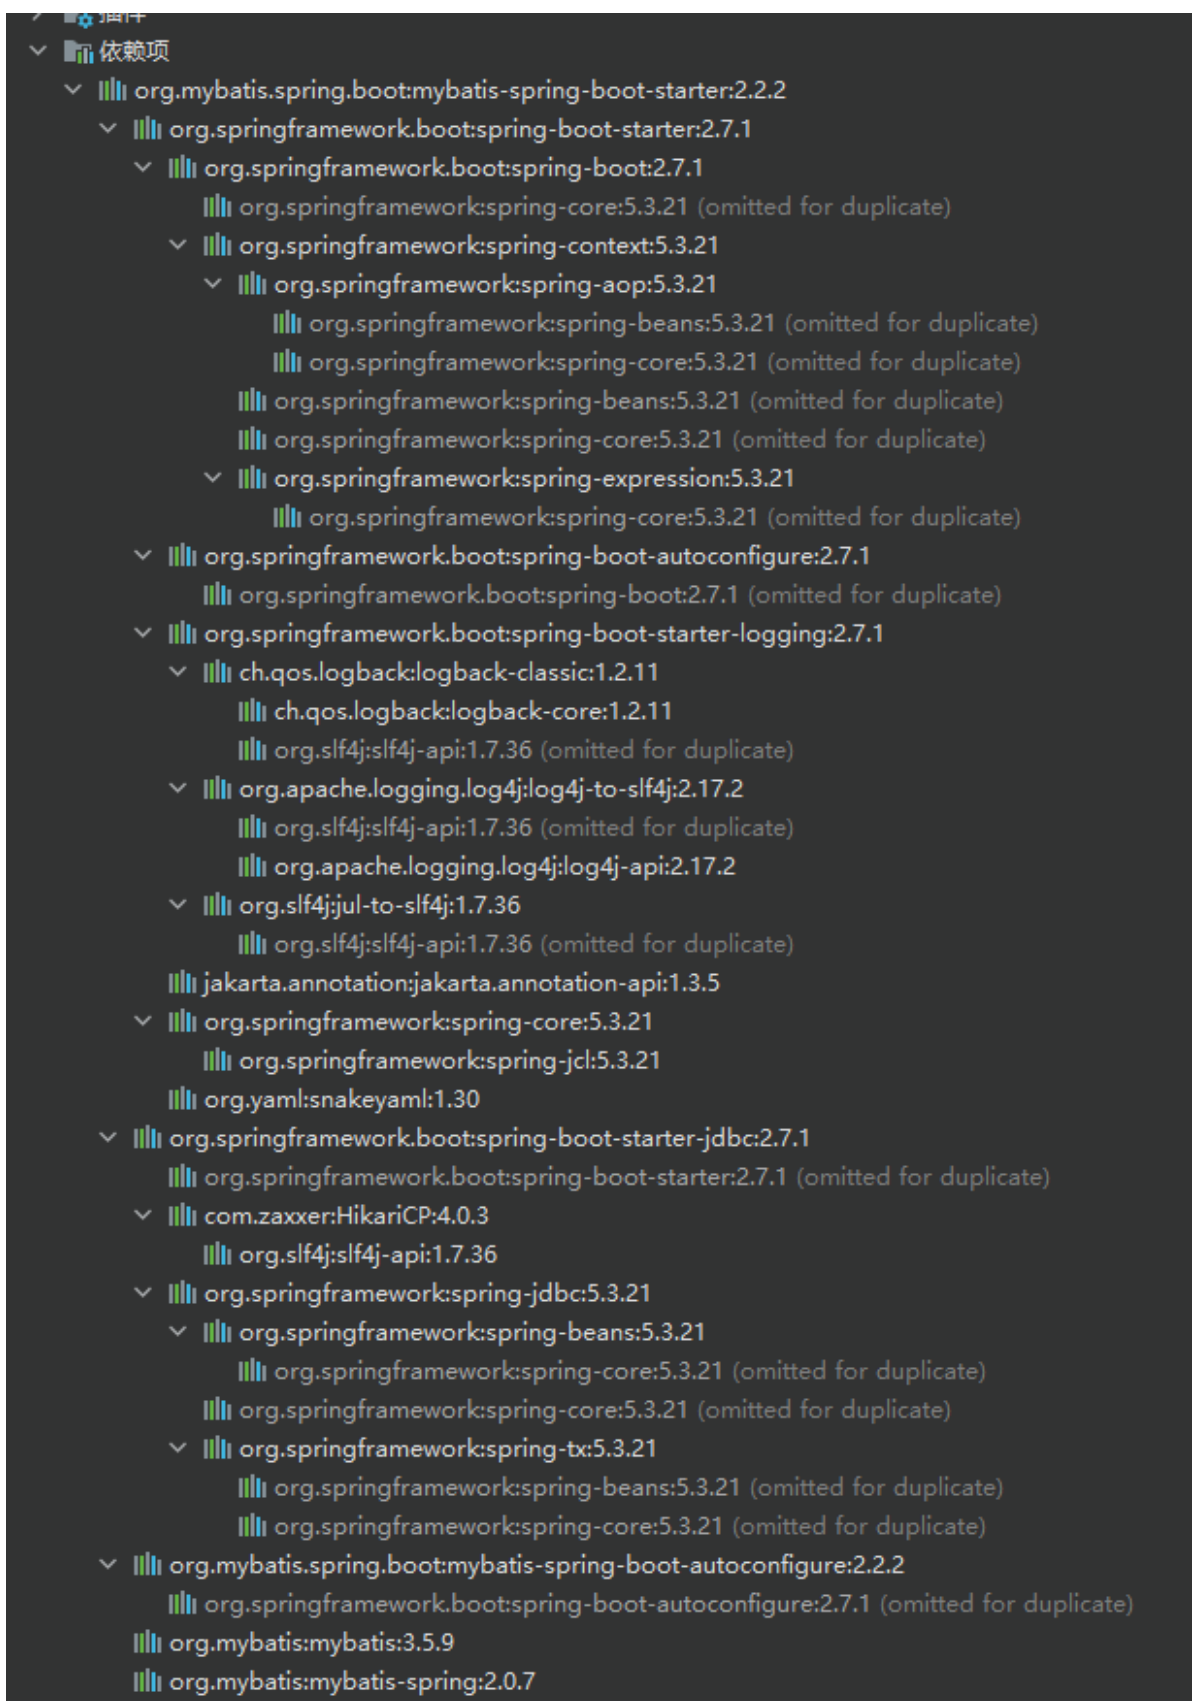 插件
依赖项
org.mybatis.spring.boot:mybatis-spring-boot-starter:2.2.2
org.springframework.boot:spring-boot-starter:2.7.1
org.springframework.boot:spring-boot:2.7.1
org.springframework:spring-core:5.3.21 (omitted for duplicate)
org.springframework:spring-context:5.3.21
org.springframework:spring-aop:5.3.21
org.springframework:spring-beans:5.3.21 (omitted for duplicate)
org.springframework:spring-core:5.3.21 (omitted for duplicate)
org.springframework:spring-beans:5.3.21 (omitted for duplicate)
org.springframework:spring-core:5.3.21 (omitted for duplicate)
org.springframework:spring-expression:5.3.21
org.springframework:spring-core:5.3.21 (omitted for duplicate)
org.springframework.boot:spring-boot-autoconfigure:2.7.1
org.springframework.boot:spring-boot:2.7.1 (omitted for duplicate)
org.springframework.boot:spring-boot-starter-logging:2.7.1
ch.qos.logback:logback-classic:1.2.11
ch.qos.logback:logback-core:1.2.11
org.slf4j:slf4j-api:1.7.36 (omitted for duplicate)
org.apache.logging.log4j:log4j-to-slf4j:2.17.2
org.slf4j:slf4j-api:1.7.36 (omitted for duplicate)
org.apache.logging.log4j:log4j-api:2.17.2
org.slf4j:jul-to-slf4j:1.7.36
org.slf4j:slf4j-api:1.7.36 (omitted for duplicate)
jakarta.annotation:jakarta.annotation-api:1.3.5
org.springframework:spring-core:5.3.21
org.springframework:spring-jcl:5.3.21
org.yaml:snakeyaml:1.30
org.springframework.boot:spring-boot-starter-jdbc:2.7.1
org.springframework.boot:spring-boot-starter:2.7.1 (omitted for duplicate)
com.zaxxer:HikariCP:4.0.3
org.slf4j:slf4j-api:1.7.36
org.springframework:spring-jdbc:5.3.21
org.springframework:spring-beans:5.3.21
org.springframework:spring-core:5.3.21 (omitted for duplicate)
org.springframework:spring-core:5.3.21 (omitted for duplicate)
org.springframework:spring-tx:5.3.21
org.springframework:spring-beans:5.3.21 (omitted for duplicate)
org.springframework:spring-core:5.3.21 (omitted for duplicate)
org.mybatis.spring.boot:mybatis-spring-boot-autoconfigure:2.2.2
org.springframework.boot:spring-boot-autoconfigure:2.7.1 (omitted for duplicate)
org.mybatis:mybatis:3.5.9
org.mybatis:mybatis-spring:2.0.7